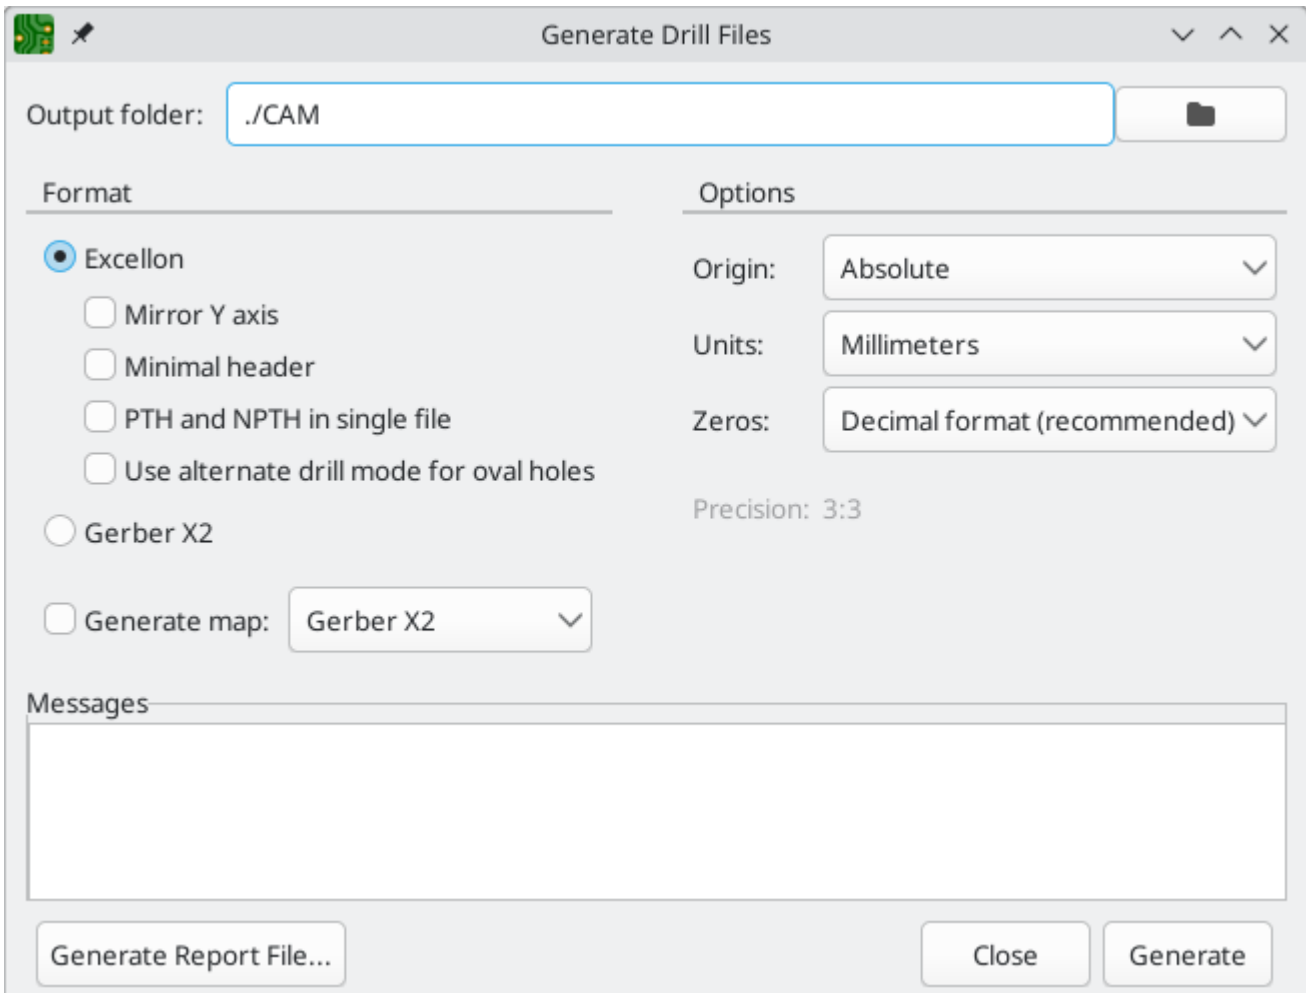 Generate Drill Files
Output folder: ./CAM
Format
Excellon
Mirror Y axis
Minimal header
PTH and NPTH in single file
Use alternate drill mode for oval holes
Gerber X2
Generate map: Gerber X2
Options
Origin: Absolute
Units: Millimeters
Zeros: Decimal format (recommended)
Precision: 3:3
Messages
Generate Report File... Close Generate